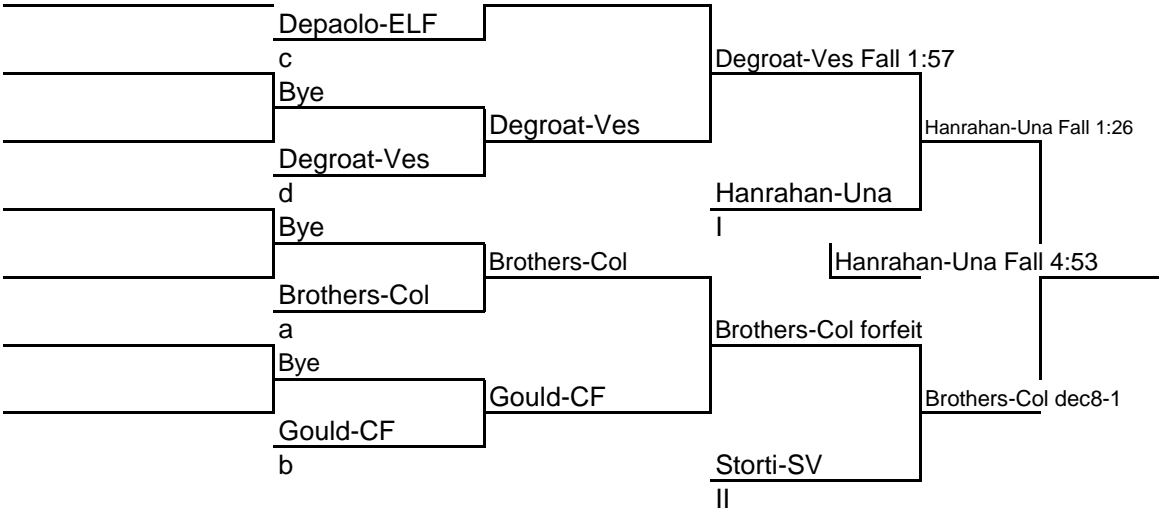 Depaolo-ELF
c
Degroat-Ves Fall 1:57
Bye
Degroat-Ves
Hanrahan-Una Fall 1:26
Degroat-Ves
d
Hanrahan-Una
I
Bye
Brothers-Col
Hanrahan-Una Fall 4:53
Brothers-Col
a
Brothers-Col forfeit
Bye
Gould-CF
Brothers-Col dec8-1
Gould-CF
b
Storti-SV
II